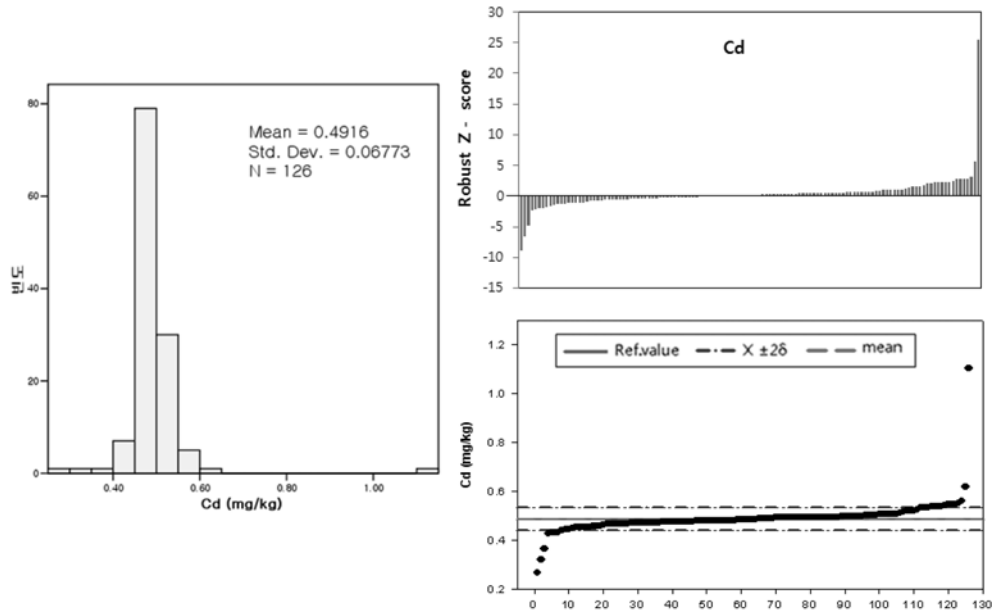 80
60
40
20
0
빈도
Mean = 0.4916
Std. Dev. = 0.06773
N = 126
0.40
0.60
0.80
1.00
Cd (mg/kg)
30
25
20
15
10
5
0
-5
-10
-15
Robust Z - score
Cd
1.2
1.0
0.8
0.6
0.4
0.2
Cd (mg/kg)
Ref.value
X ±2δ
mean
0 10 20 30 40 50 60 70 80 90 100 110 120 130